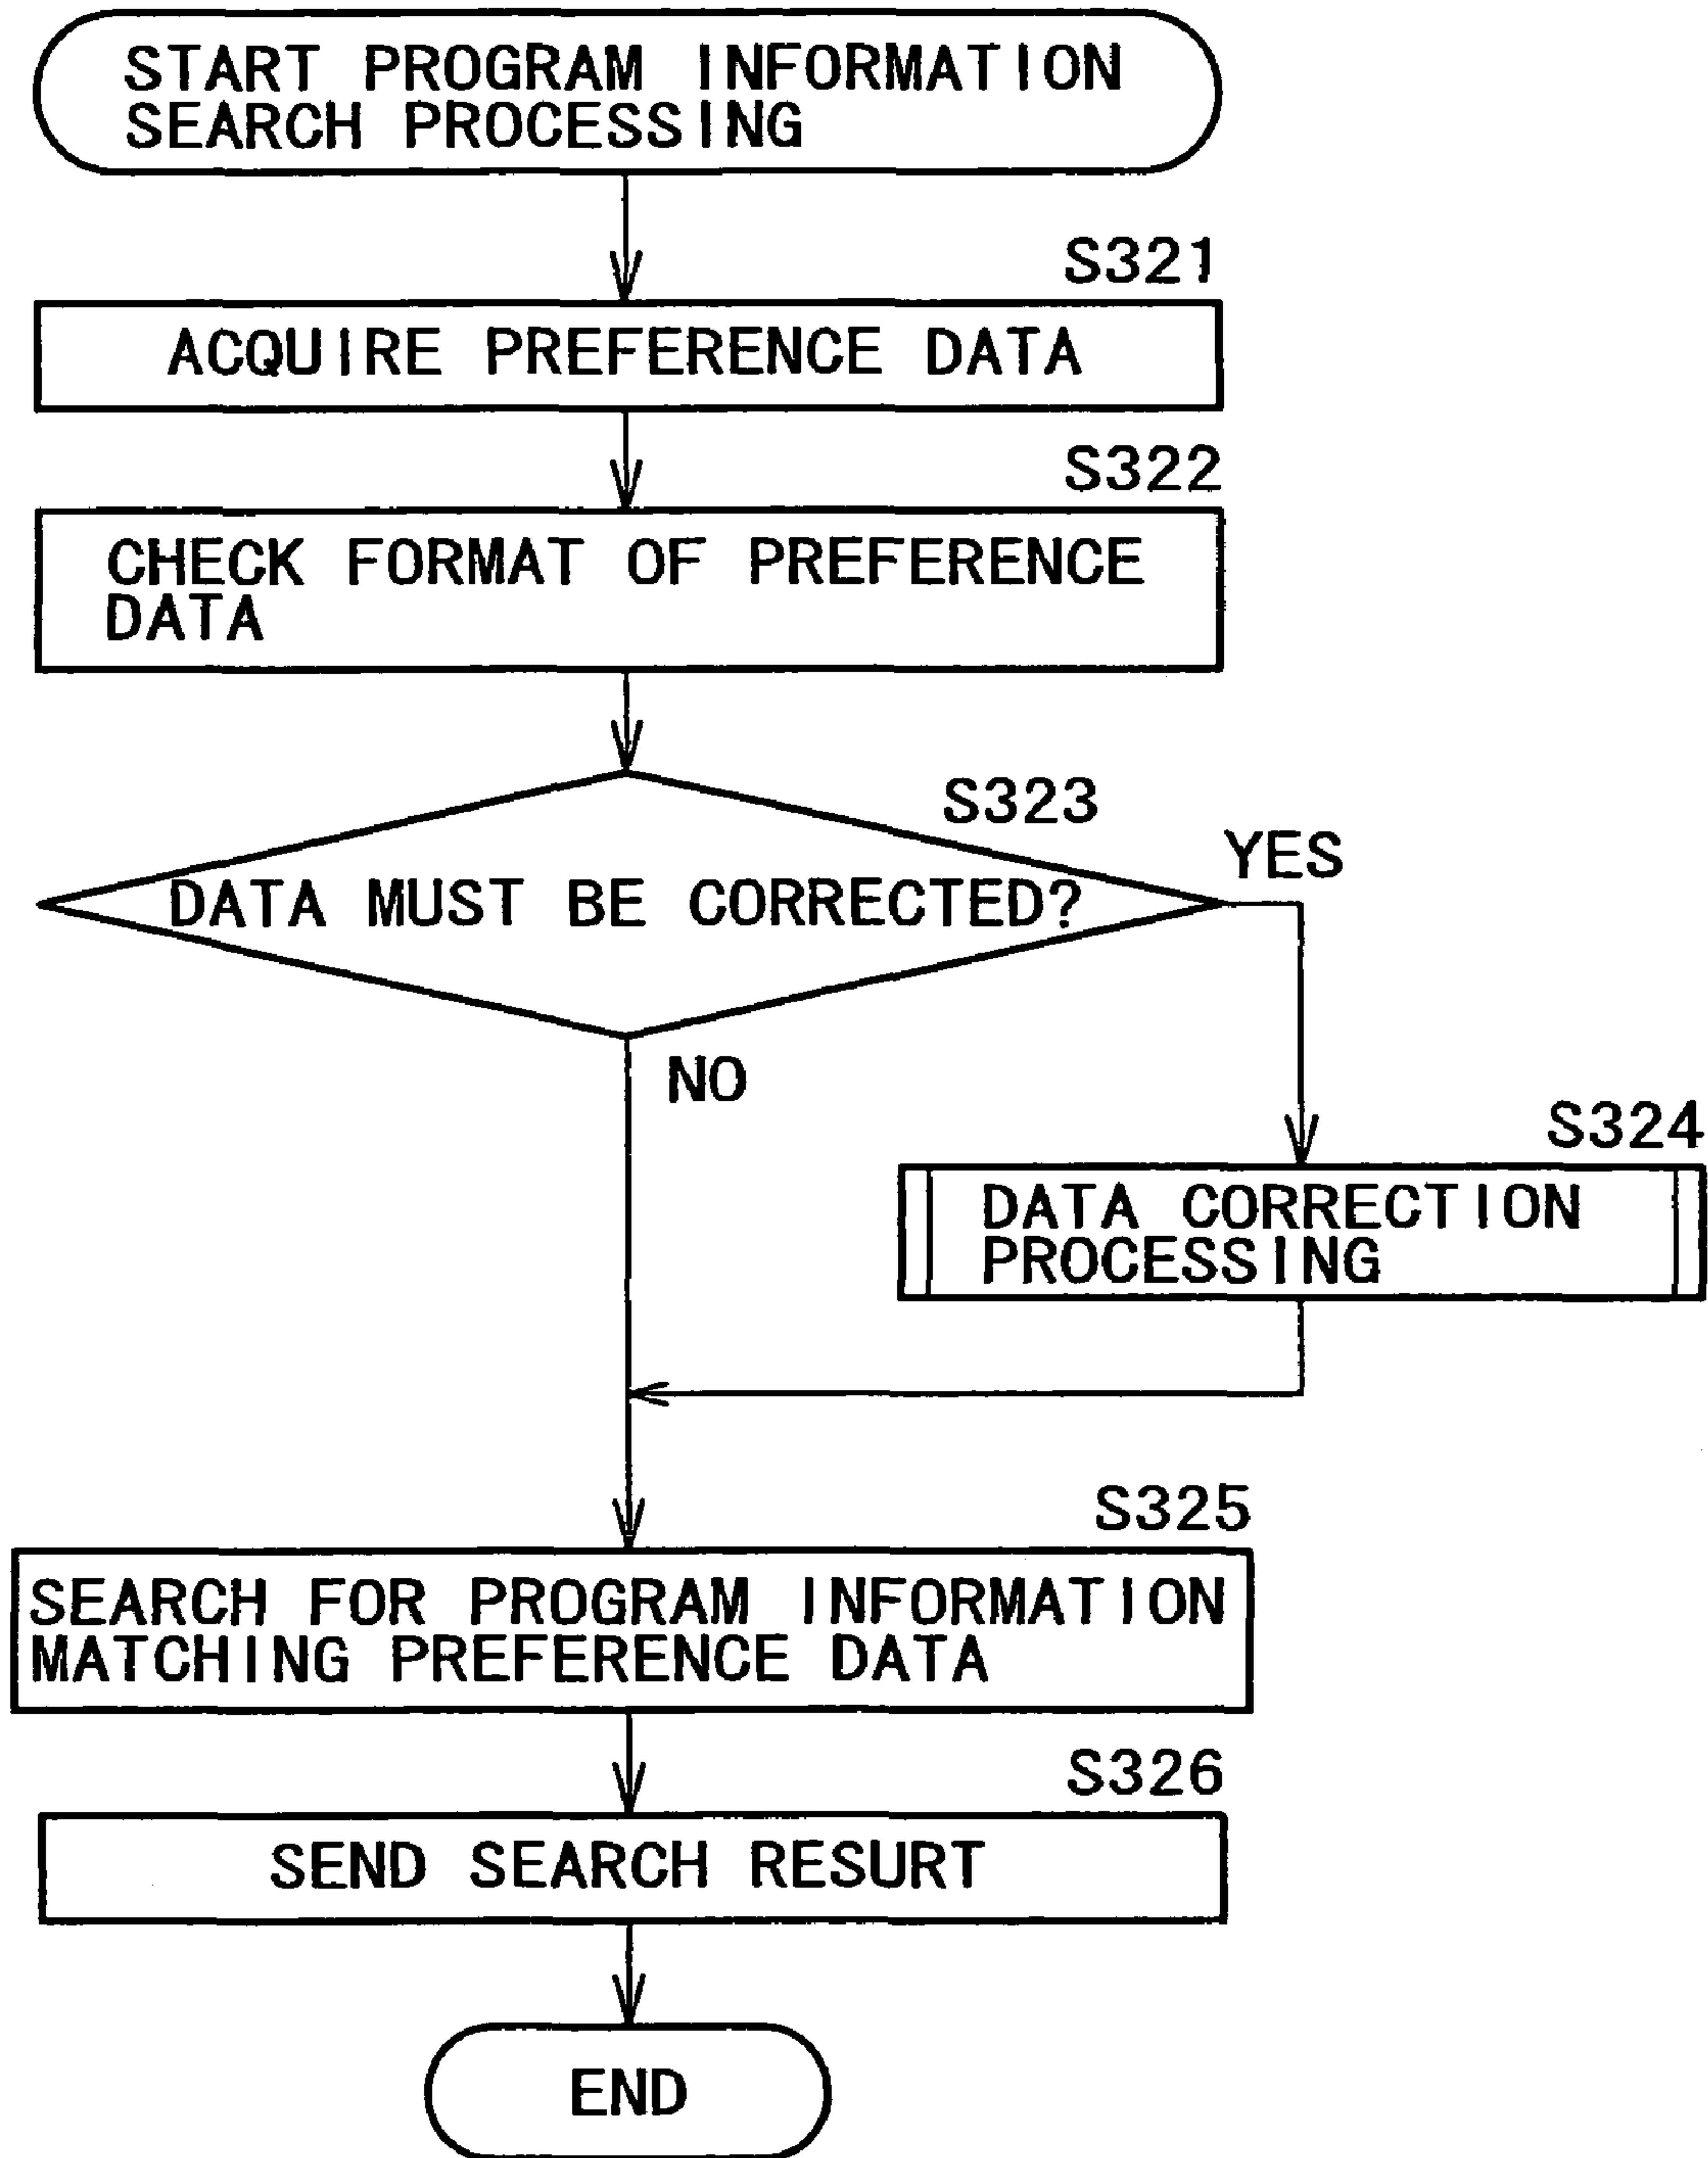 START PROGRAM INFORMATION
SEARCH PROCESSING
S321
ACQUIRE PREFERENCE DATA
S322
CHECK FORMAT OF PREFERENCE
DATA
S323
YES
DATA MUST BE CORRECTED?
NO
S324
DATA CORRECTION
PROCESSING
S325
SEARCH FOR PROGRAM INFORMATION
MATCHING PREFERENCE DATA
S326
SEND SEARCH RESURT
END